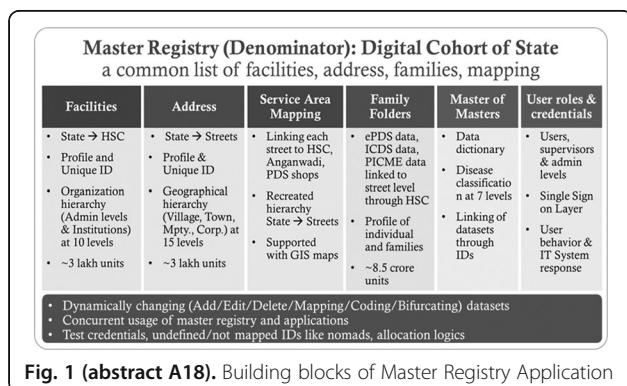 Master Registry (Denominator): Digital Cohort of State
a common list of facilities, address, families, mapping
Facilities
• State → HSC
• Profile and
Unique ID
• Organization
hierarchy
(Admin levels
& Institutions)
at 10 levels
• ~3 lakh units
Address
• State → Streets
• Profile &
Unique ID
• Geographical
hierarchy
(Village, Town,
Mpty., Corp.) at
15 levels
• ~3 lakh units
Service Area
Mapping
• Linking each
street to HSC,
Anganwadi,
PDS shops
• Recreated
hierarchy
State → Streets
• Supported
with GIS maps
Family
Folders
• ePDS data,
ICDS data,
PICME data
linked to
street level
through HSC
• Profile of
individual
and families
• ~8.5 crore
units
Master of
Masters
• Data
dictionary
• Disease
classificatio
n at 7 levels
• Linking of
datasets
through
IDs
User roles &
credentials
• Users,
supervisors
& admin
levels
• Single Sign
on Layer
• User
behavior &
IT System
response
• Dynamically changing (Add/Edit/Delete/Mapping/Coding/Bifurcating) datasets
• Concurrent usage of master registry and applications
• Test credentials, undefined/not mapped IDs like nomads, allocation logics
Fig. 1 (abstract A18). Building blocks of Master Registry Application